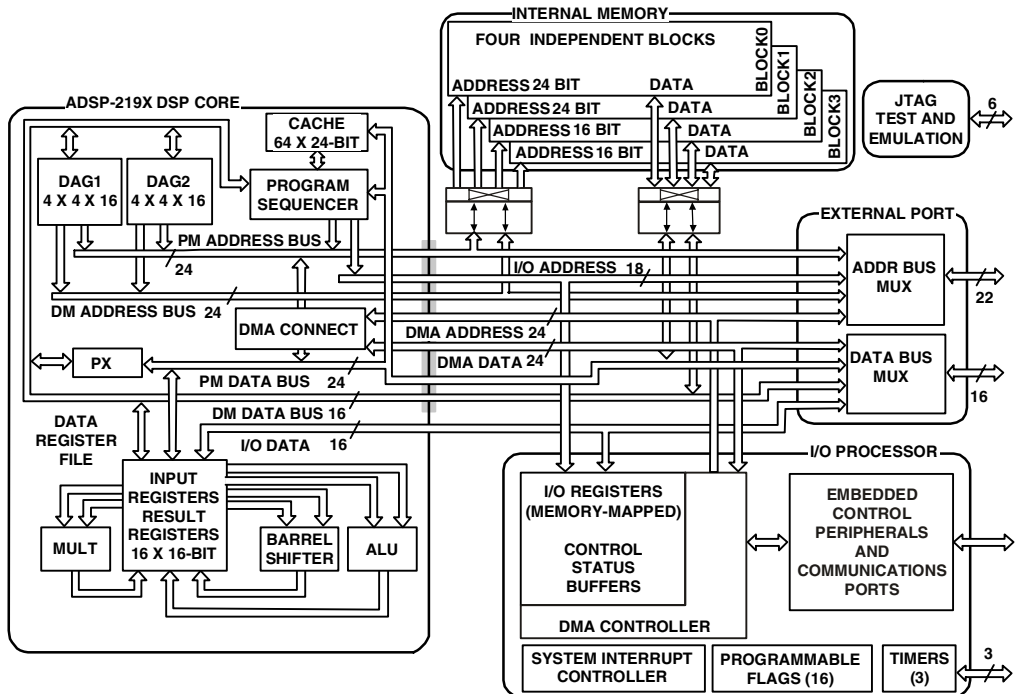 INTERNAL MEMORY
FOUR INDEPENDENT BLOCKS
BLOCK0
BLOCK1
BLOCK2
BLOCK3
ADDRESS 24 BIT DATA
ADDRESS 24 BIT DATA
ADDRESS 16 BIT DATA
ADDRESS 16 BIT DATA
JTAG
TEST AND
EMULATION
6
ADSP-219X DSP CORE
CACHE
64 X 24-BIT
DAG1
4 X 4 X 16
DAG2
4 X 4 X 16
PROGRAM
SEQUENCER
EXTERNAL PORT
PM ADDRESS BUS
24
I/O ADDRESS 18
ADDR BUS
MUX
22
DM ADDRESS BUS 24
DMA CONNECT
DMA ADDRESS 24
DMA DATA 24
PX
DATA BUS
MUX
16
PM DATA BUS 24
DM DATA BUS 16
I/O DATA 16
DATA
REGISTER
FILE
INPUT
REGISTERS
RESULT
REGISTERS
16 X 16-BIT
MULT
BARREL
SHIFTER
ALU
I/O PROCESSOR
I/O REGISTERS
(MEMORY-MAPPED)
CONTROL
STATUS
BUFFERS
DMA CONTROLLER
EMBEDDED
CONTROL
PERIPHERALS
AND
COMMUNICATIONS
PORTS
SYSTEM INTERRUPT
CONTROLLER
PROGRAMMABLE
FLAGS (16)
TIMERS
(3)
3